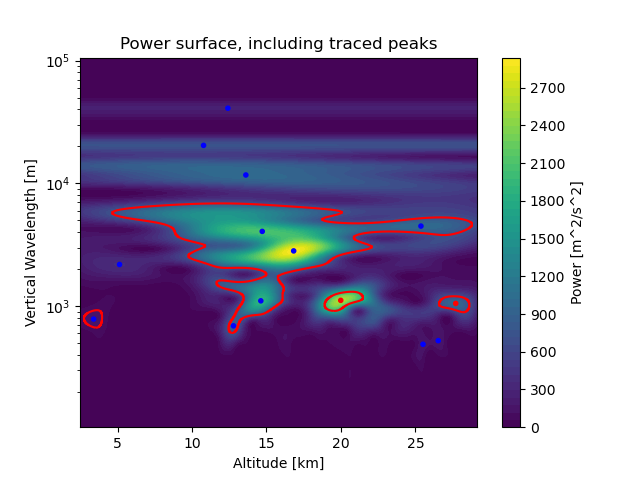 Power surface, including traced peaks
10^5
10^4
10^3
Vertical Wavelength [m]
5 10 15 20 25
Altitude [km]
2700
2400
2100
1800
1500
1200
900
600
300
0
Power [m^2/s^2]